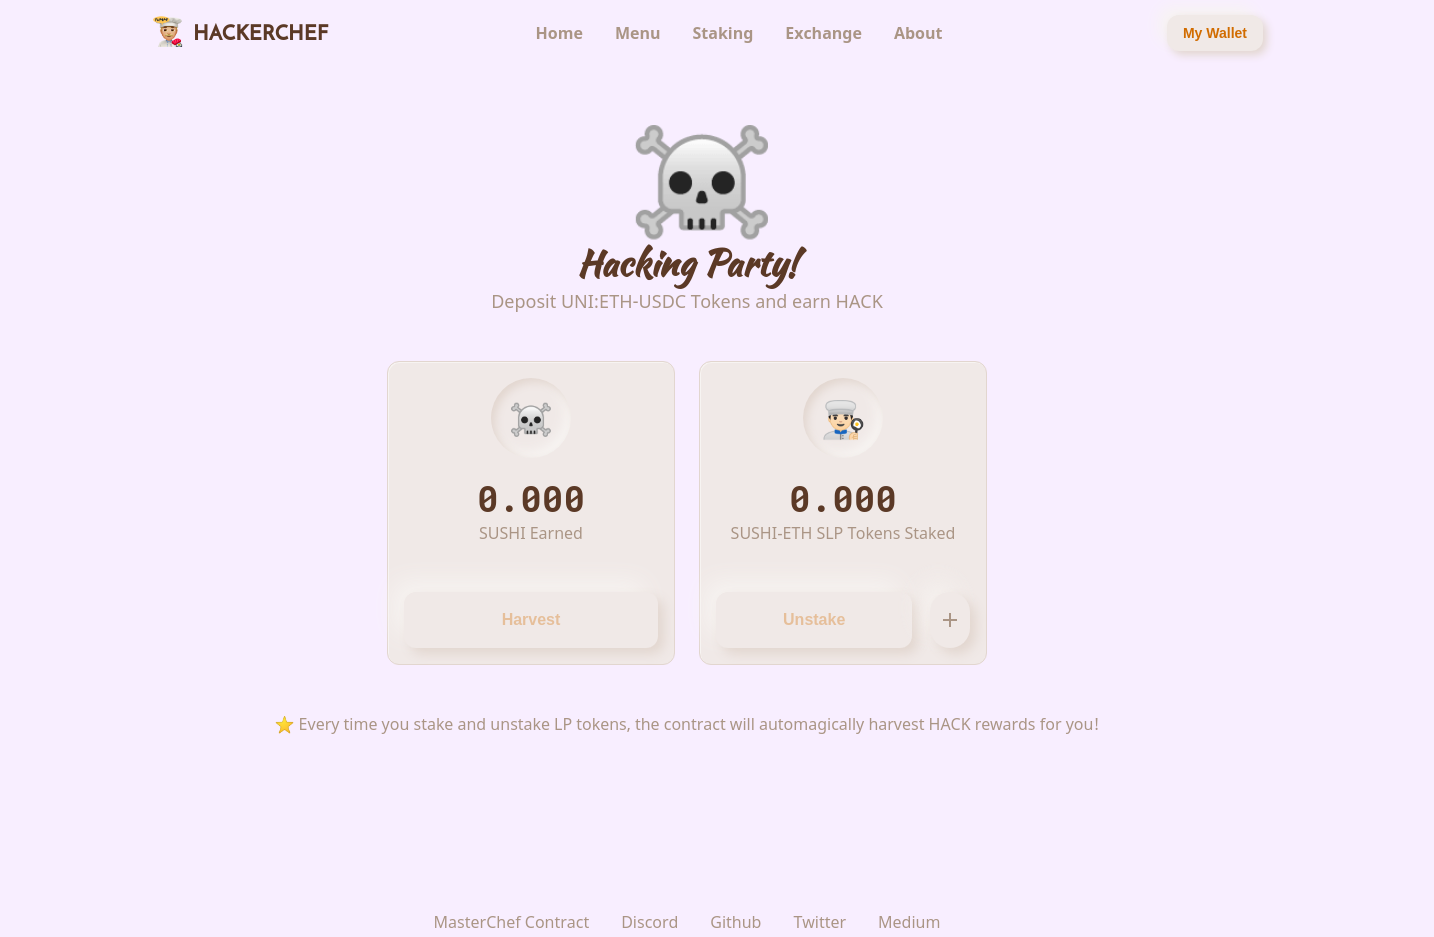 HACKERCHEF
Home Menu Staking Exchange About
My Wallet
Hacking Party!
Deposit UNI:ETH-USDC Tokens and earn HACK
0.000
SUSHI Earned
Harvest
0.000
SUSHI-ETH SLP Tokens Staked
Unstake +
⭐ Every time you stake and unstake LP tokens, the contract will automagically harvest HACK rewards for you!
MasterChef Contract Discord Github Twitter Medium